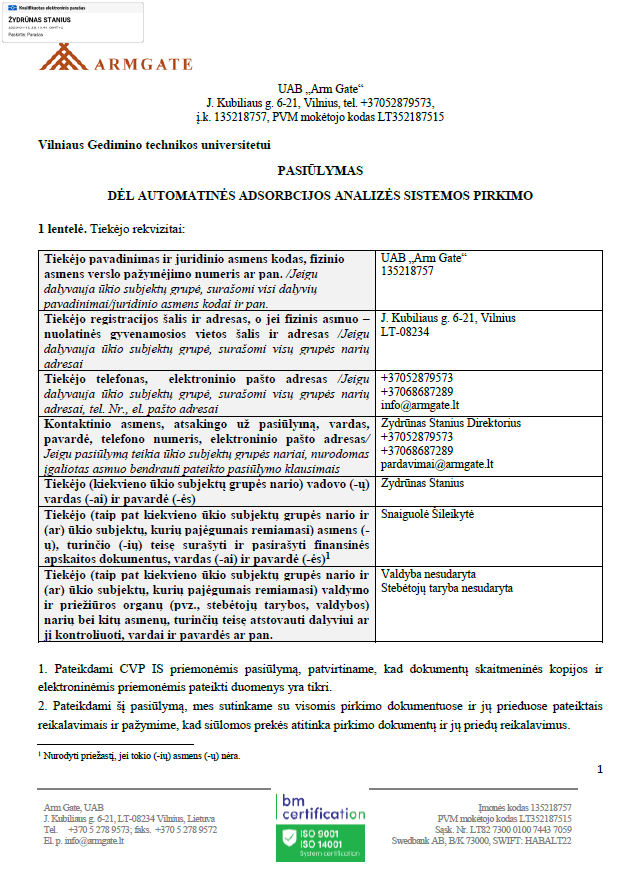 Kvalifikuotas elektroninis parašas
ŽYDRŪNAS STANIUS
Paskirtis: Parašas
ARMGATE
UAB „Arm Gate“
J. Kubiliaus g. 6-21, Vilnius, tel. +37052879573,
į.k. 135218757, PVM mokėtojo kodas LT352187515
Vilniaus Gedimino technikos universitetui
PASIŪLYMAS
DĖL AUTOMATINĖS ADSORBCIJOS ANALIZĖS SISTEMOS PIRKIMO
1 lentelė. Tiekėjo rekvizitai:
Tiekėjo pavadinimas ir juridinio asmens kodas, fizinio
asmens verslo pažymėjimo numeris ar pan. /Jeigu
dalyvauja ūkio subjektų grupė, surašomi visi dalyvių
pavadinimai/juridinio asmens kodai ir pan.
UAB „Arm Gate“
135218757
Tiekėjo registracijos šalis ir adresas, o jei fizinis asmuo –
nuolatinės gyvenamosios vietos šalis ir adresas /Jeigu
dalyvauja ūkio subjektų grupė, surašomi visų grupės narių
adresai
J. Kubiliaus g. 6-21, Vilnius
LT-08234
Tiekėjo telefonas, elektroninio pašto adresas /Jeigu
dalyvauja ūkio subjektų grupė, surašomi visų grupės narių
adresai, tel. Nr., el. pašto adresai
+37052879573
+37068687289
info@armgate.lt
Kontaktinio asmens, atsakingo už pasiūlymą, vardas,
pavardė, telefono numeris, elektroninio pašto adresas/
Jeigu pasiūlymą teikia ūkio subjektų grupės nariai, nurodomas
įgaliotas asmuo bendrauti pateikto pasiūlymo klausimais
Zydrūnas Stanius Direktorius
+37052879573
+37068687289
pardavimai@armgate.lt
Tiekėjo (kiekvieno ūkio subjektų grupės nario) vadovo (-ų)
vardas (-ai) ir pavardė (-ės)
Zydrūnas Stanius
Tiekėjo (taip pat kiekvieno ūkio subjektų grupės nario ir
(ar) ūkio subjektų, kurių pajėgumais remiamasi) asmens (-
ų), turinčio (-ių) teisę surašyti ir pasirašyti finansinės
apskaitos dokumentus, vardas (-ai) ir pavardė (-ės)1
Snaiguolė Šileikytė
Tiekėjo (taip pat kiekvieno ūkio subjektų grupės nario ir
(ar) ūkio subjektų, kurių pajėgumais remiamasi) valdymo
ir priežiūros organų (pvz., stebėtojų tarybos, valdybos)
narių bei kitų asmenų, turinčių teisę atstovauti dalyviui ar
jį kontroliuoti, vardai ir pavardės ar pan.
Valdyba nesudaryta
Stebėtojų taryba nesudaryta
1. Pateikdami CVP IS priemonėmis pasiūlymą, patvirtiname, kad dokumentų skaitmeninės kopijos ir
elektroninėmis priemonėmis pateikti duomenys yra tikri.
2. Pateikdami šį pasiūlymą, mes sutinkame su visomis pirkimo dokumentuose ir jų prieduose pateiktais
reikalavimais ir pažymime, kad siūlomos prekės atitinka pirkimo dokumentų ir jų priedų reikalavimus.
1 Nurodyti priežastį, jei tokio (-ių) asmens (-ų) nėra.
1
Arm Gate, UAB
J. Kubiliaus g. 6-21, LT-08234 Vilnius, Lietuva
Tel. +370 5 278 9573; faks. +370 5 278 9572
El. p. info@armgate.lt
bm
certification
ISO 9001
ISO 14001
System certification
Įmonės kodas 135218757
PVM mokėtojo kodas LT352187515
Sąsk. Nr. LT82 7300 0100 7443 7059
Swedbank AB, B/K 73000, SWIFT: HABALT22